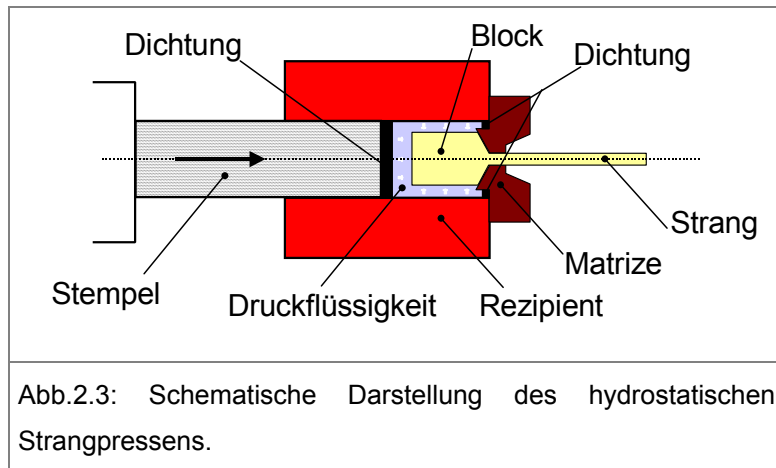 Dichtung
Block
Dichtung
Strang
Matrize
Stempel
Druckflüssigkeit
Rezipient
Abb.2.3: Schematische Darstellung des hydrostatischen
Strangpressens.